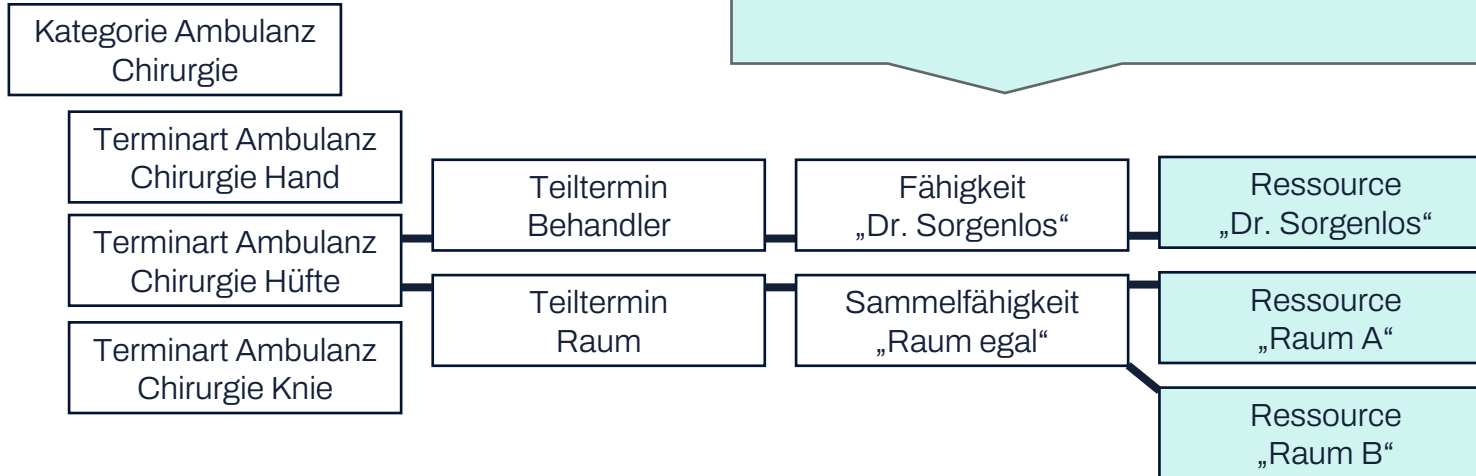 Kategorie Ambulanz
Chirurgie
Terminart Ambulanz
Chirurgie Hand
Terminart Ambulanz
Chirurgie Hüfte
Terminart Ambulanz
Chirurgie Knie
Teiltermin
Behandler
Teiltermin
Raum
Fähigkeit
„Dr. Sorgenlos“
Sammelfähigkeit
„Raum egal“
Ressource
„Dr. Sorgenlos“
Ressource
„Raum A“
Ressource
„Raum B“